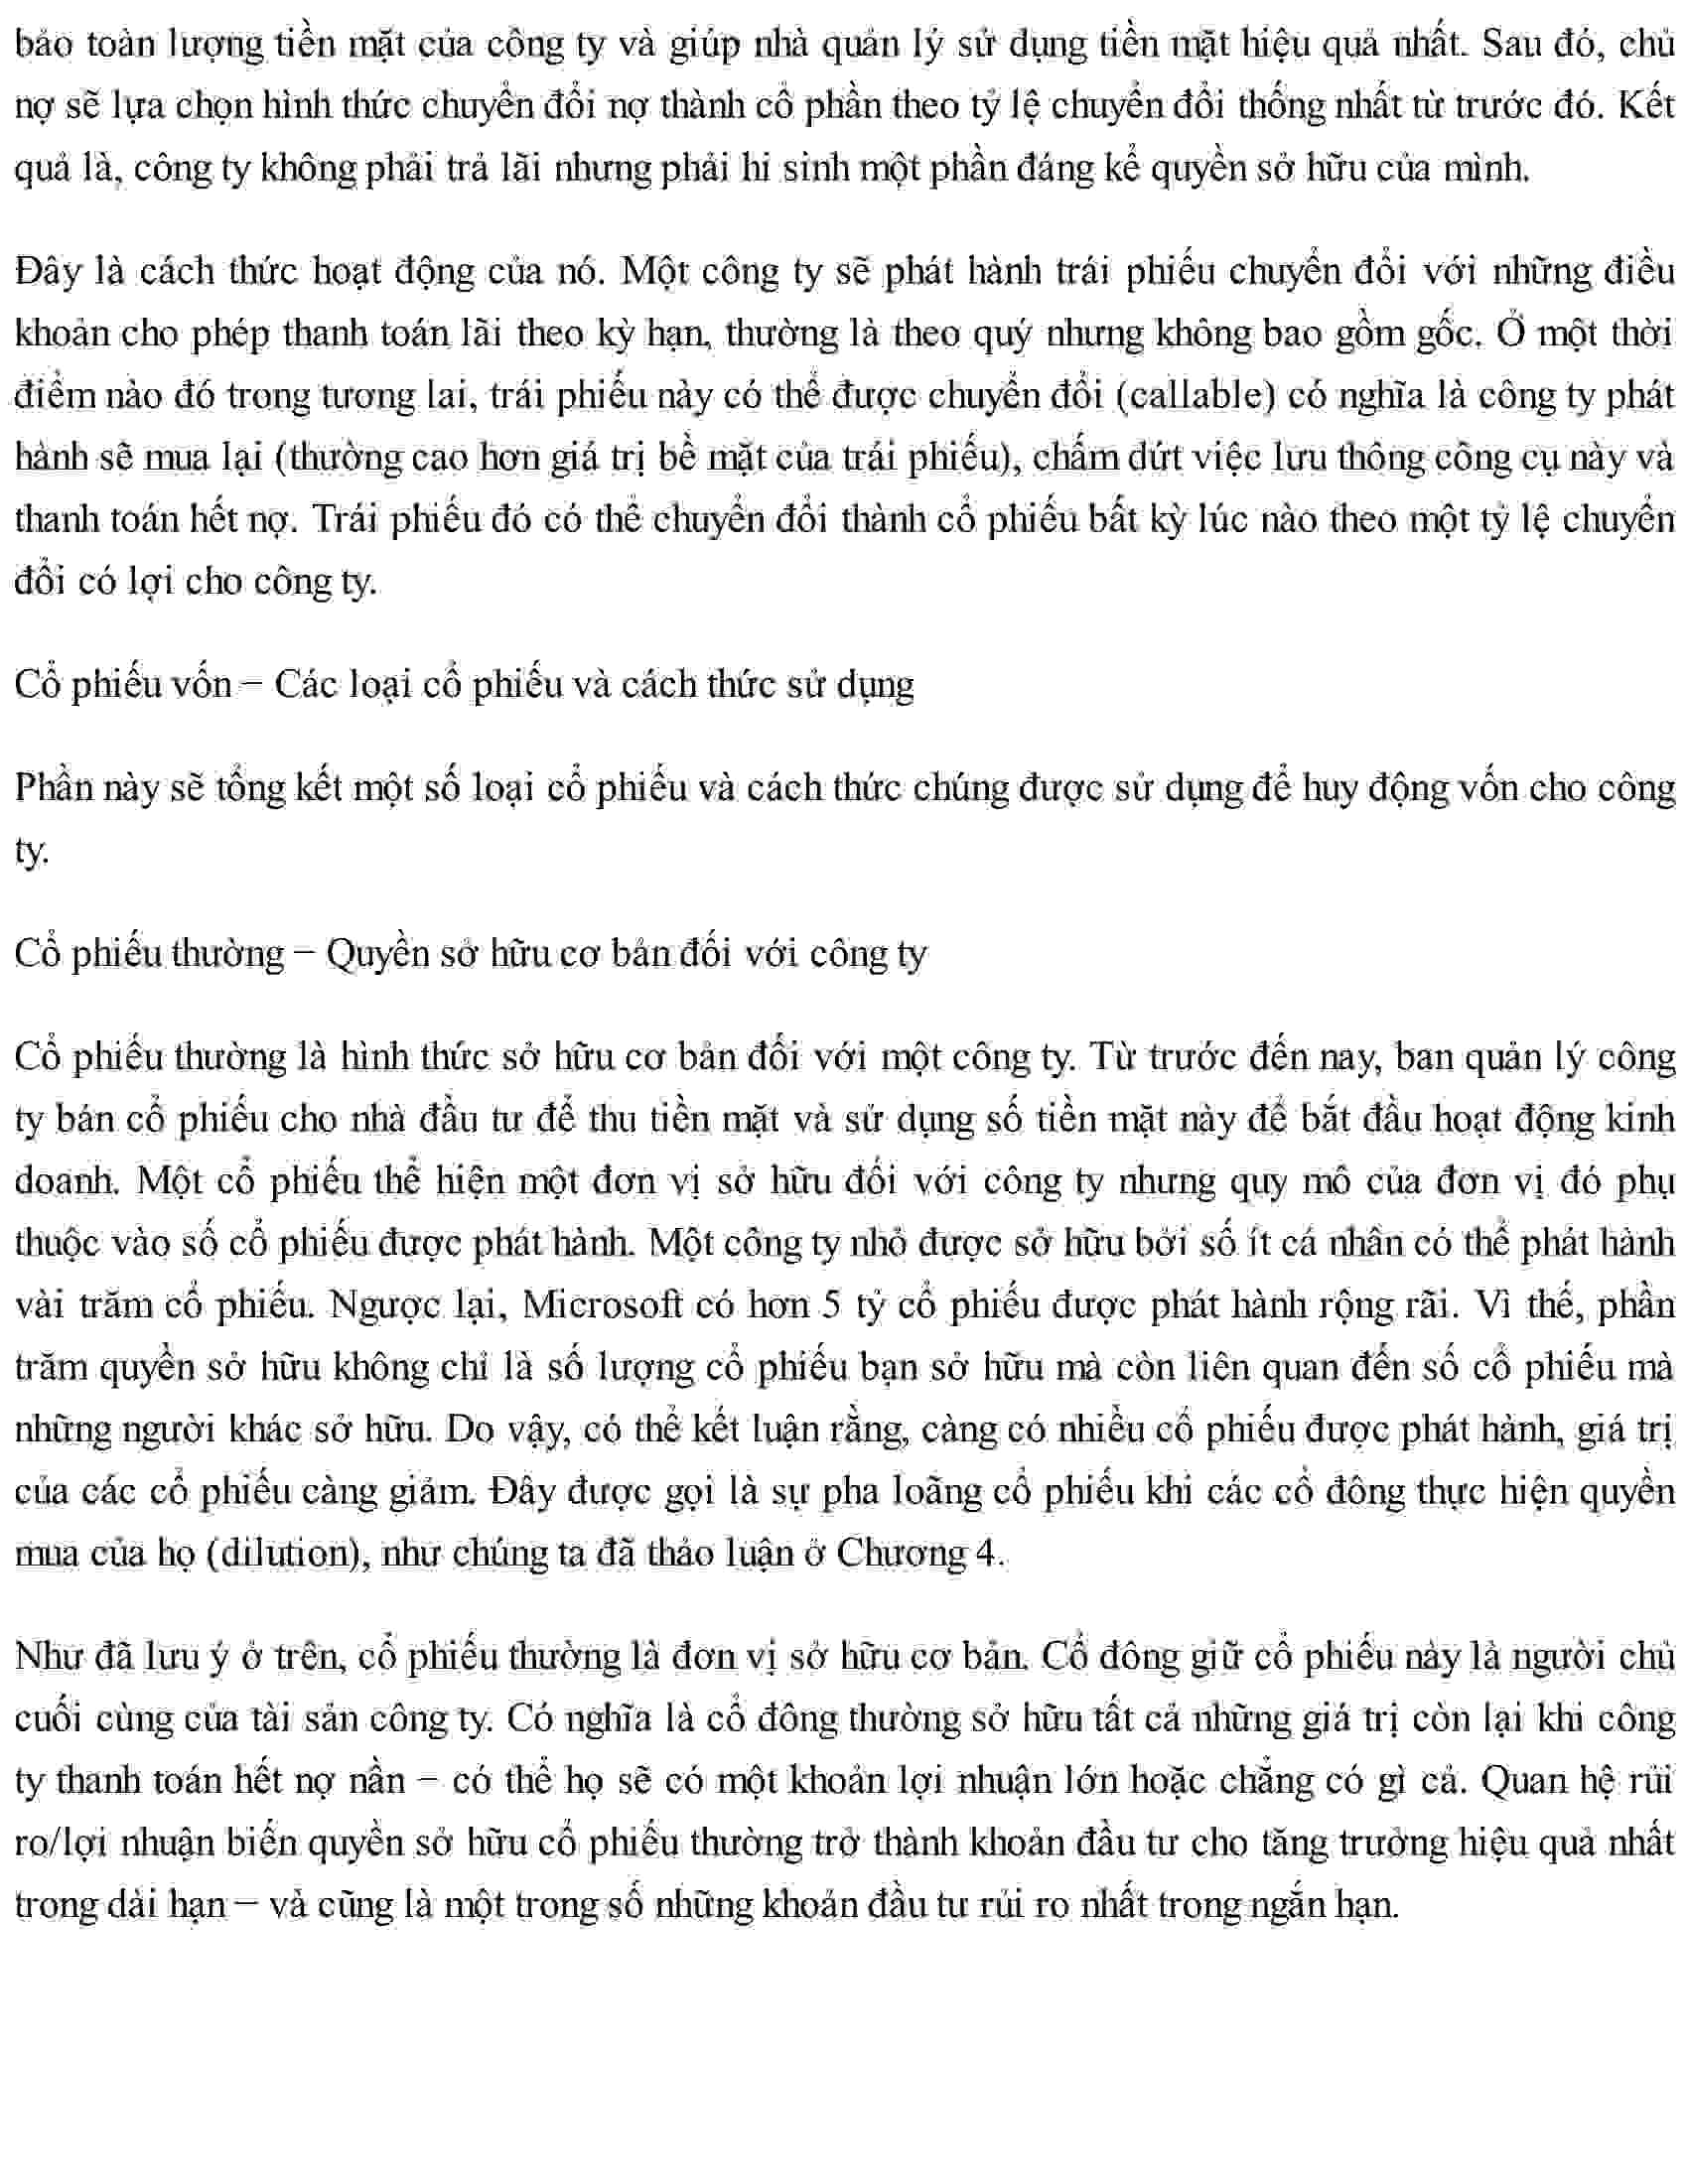 bảo toàn lượng tiền mặt của công ty và giúp nhà quản lý sử dụng tiền mặt hiệu quả nhất. Sau đó, chủ
nợ sẽ lựa chọn hình thức chuyển đổi nợ thành cổ phần theo tỷ lệ chuyển đổi thống nhất từ trước đó. Kết
quả là, công ty không phải trả lãi nhưng phải hi sinh một phần đáng kể quyền sở hữu của mình.
Đây là cách thức hoạt động của nó. Một công ty sẽ phát hành trái phiếu chuyển đổi với những điều
khoản cho phép thanh toán lãi theo kỳ hạn, thường là theo quý nhưng không bao gồm gốc. Ở một thời
điểm nào đó trong tương lai, trái phiếu này có thể được chuyển đổi (callable) có nghĩa là công ty phát
hành sẽ mua lại (thường cao hơn giá trị bề mặt của trái phiếu), chấm dứt việc lưu thông công cụ này và
thanh toán hết nợ. Trái phiếu đó có thể chuyển đổi thành cổ phiếu bất kỳ lúc nào theo một tỷ lệ chuyển
đổi có lợi cho công ty.
Cổ phiếu vốn – Các loại cổ phiếu và cách thức sử dụng
Phần này sẽ tổng kết một số loại cổ phiếu và cách thức chúng được sử dụng để huy động vốn cho công
ty.
Cổ phiếu thường – Quyền sở hữu cơ bản đối với công ty
Cổ phiếu thường là hình thức sở hữu cơ bản đối với một công ty. Từ trước đến nay, ban quản lý công
ty bán cổ phiếu cho nhà đầu tư để thu tiền mặt và sử dụng số tiền mặt này để bắt đầu hoạt động kinh
doanh. Một cổ phiếu thể hiện một đơn vị sở hữu đối với công ty nhưng quy mô của đơn vị đó phụ
thuộc vào số cổ phiếu được phát hành. Một công ty nhỏ được sở hữu bởi số ít cá nhân có thể phát hành
vài trăm cổ phiếu. Ngược lại, Microsoft có hơn 5 tỷ cổ phiếu được phát hành rộng rãi. Vì thế, phần
trăm quyền sở hữu không chỉ là số lượng cổ phiếu bạn sở hữu mà còn liên quan đến số cổ phiếu mà
những người khác sở hữu. Do vậy, có thể kết luận rằng, càng có nhiều cổ phiếu được phát hành, giá trị
của các cổ phiếu càng giảm. Đây được gọi là sự pha loãng cổ phiếu khi các cổ đông thực hiện quyền
mua của họ (dilution), như chúng ta đã thảo luận ở Chương 4.
Như đã lưu ý ở trên, cổ phiếu thường là đơn vị sở hữu cơ bản. Cổ đông giữ cổ phiếu này là người chủ
cuối cùng của tài sản công ty. Có nghĩa là cổ đông thường sở hữu tất cả những giá trị còn lại khi công
ty thanh toán hết nợ nần – có thể họ sẽ có một khoản lợi nhuận lớn hoặc chẳng có gì cả. Quan hệ rủi
ro/lợi nhuận biến quyền sở hữu cổ phiếu thường trở thành khoản đầu tư cho tăng trưởng hiệu quả nhất
trong dài hạn – và cũng là một trong số những khoản đầu tư rủi ro nhất trong ngắn hạn.